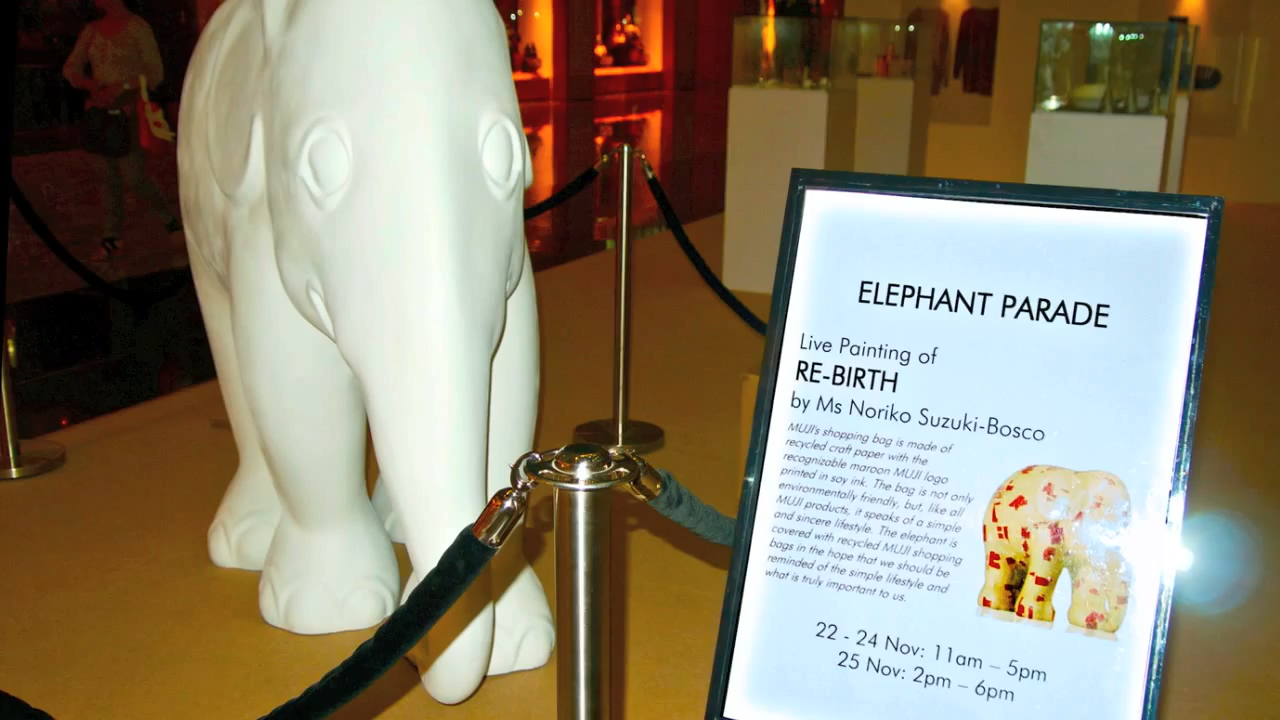 ELEPHANT PARADE
Live Painting of
RE-BIRTH
by Ms Noriko Suzuki-Bosco
MUJI's shopping bag is made of
recycled craft paper with the
recognizable maroon MUJI logo
printed in soy ink. The bag is not only
environmentally friendly, but, like all
MUJI products, it speaks of a simple
and sincere lifestyle. The elephant is
covered with recycled MUJI shopping
bags in the hope that we should be
reminded of the simple lifestyle and
what is truly important to us.
22 - 24 Nov: 11am – 5pm
25 Nov: 2pm – 6pm